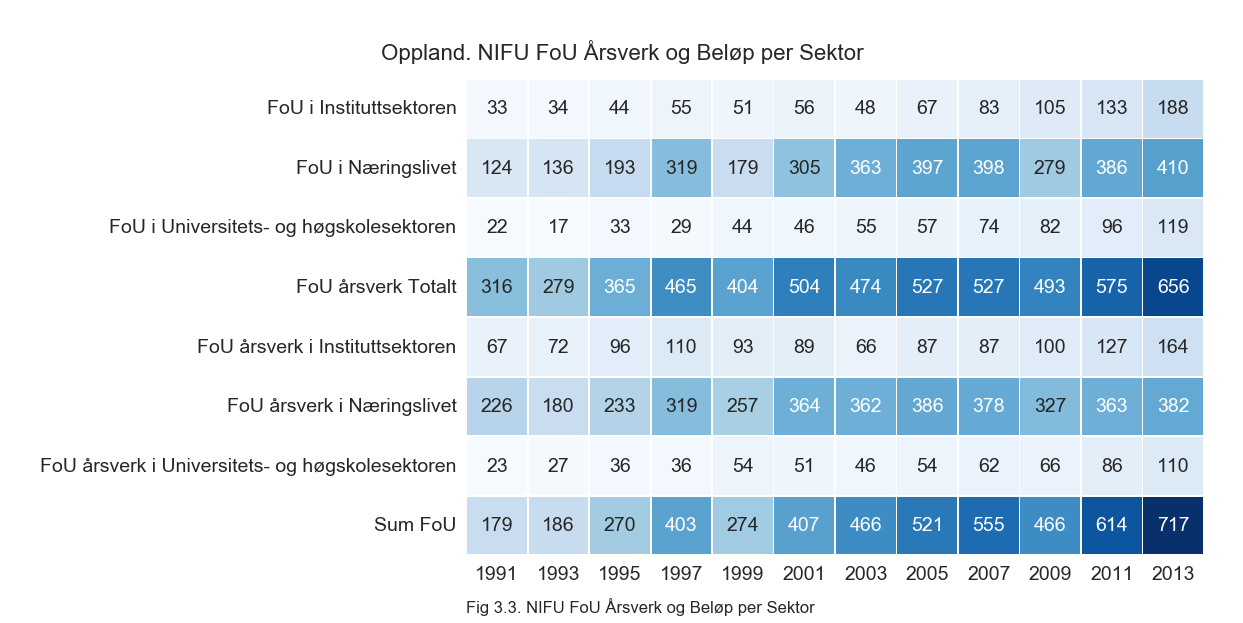 Oppland. NIFU FoU Årsverk og Beløp per Sektor
FoU i Instituttsektoren 33 34 44 55 51 56 48 67 83 105 133 188
FoU i Næringslivet 124 136 193 319 179 305 363 397 398 279 386 410
FoU i Universitets- og høgskolesektoren 22 17 33 29 44 46 55 57 74 82 96 119
FoU årsverk Totalt 316 279 365 465 404 504 474 527 527 493 575 656
FoU årsverk i Instituttsektoren 67 72 96 110 93 89 66 87 87 100 127 164
FoU årsverk i Næringslivet 226 180 233 319 257 364 362 386 378 327 363 382
FoU årsverk i Universitets- og høgskolesektoren 23 27 36 36 54 51 46 54 62 66 86 110
Sum FoU 179 186 270 403 274 407 466 521 555 466 614 717
1991 1993 1995 1997 1999 2001 2003 2005 2007 2009 2011 2013
Fig 3.3. NIFU FoU Årsverk og Beløp per Sektor